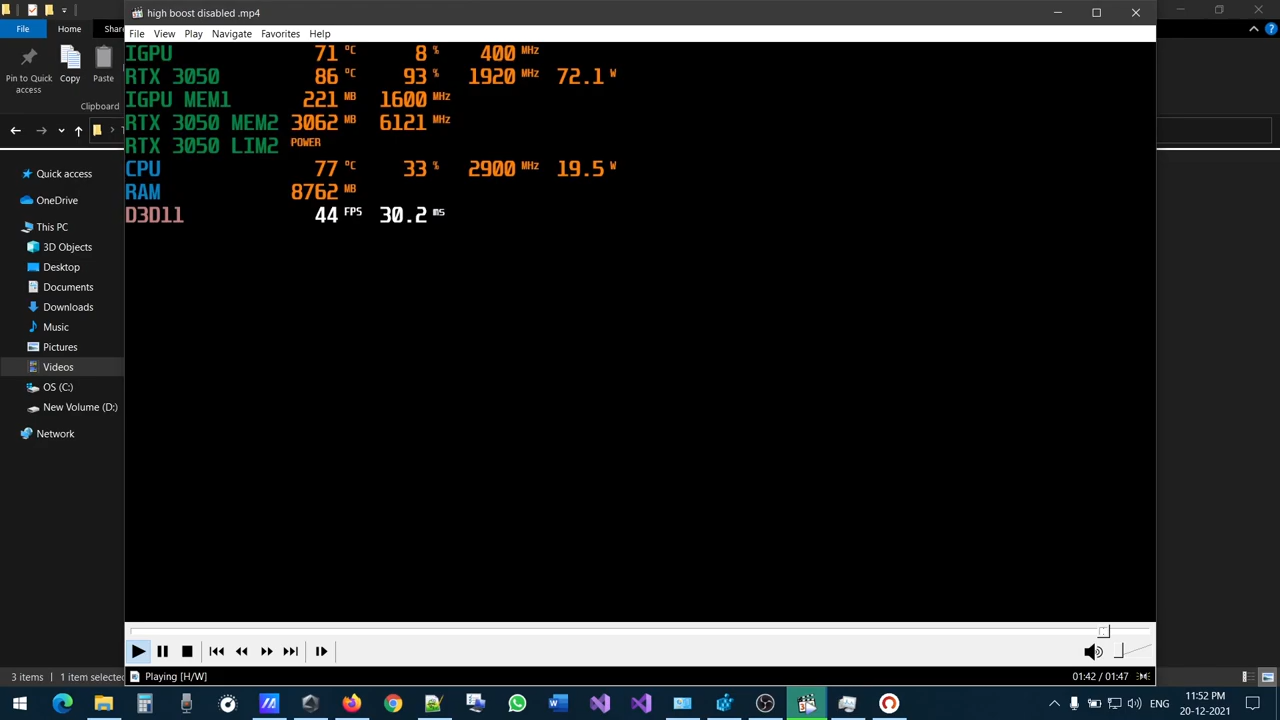 high boost disabled .mp4
File View Play Navigate Favorites Help
File Home Shar
Pin to Quick access
Copy
Paste
Clipboard
IGPU 71 °C 8 % 400 MHz
RTX 3050 86 °C 93 % 1920 MHz 72.1 W
IGPU MEM1 221 MB 1600 MHz
RTX 3050 MEM2 3062 MB 6121 MHz
RTX 3050 LIM2 POWER
CPU 77 °C 33 % 2900 MHz 19.5 W
RAM 8762 MB
D3D11 44 FPS 30.2 ms
Quick access
OneDrive
This PC
3D Objects
Desktop
Documents
Downloads
Music
Pictures
Videos
OS (C:)
New Volume (D:)
Network
3 items 1 item selected
Playing [H/W]
01:42 / 01:47
ENG
11:52 PM
20-12-2021